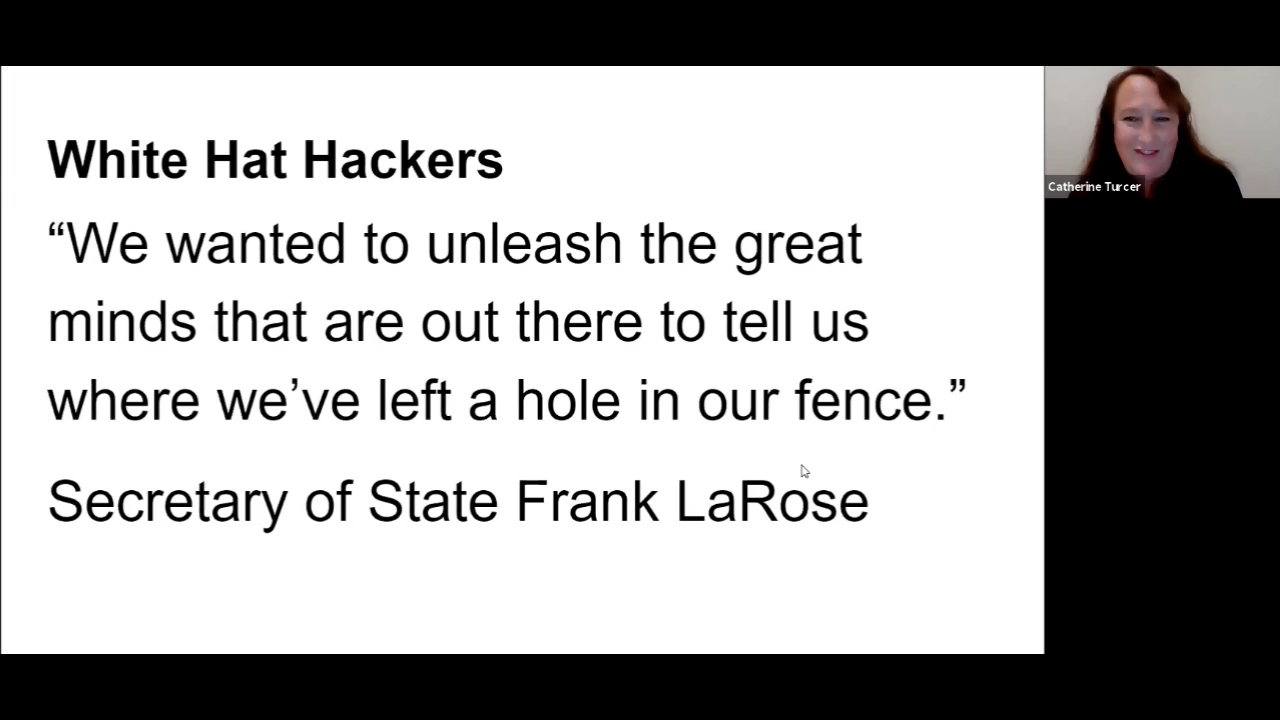 White Hat Hackers
“We wanted to unleash the great
minds that are out there to tell us
where we’ve left a hole in our fence.”
Secretary of State Frank LaRose
Catherine Turcer